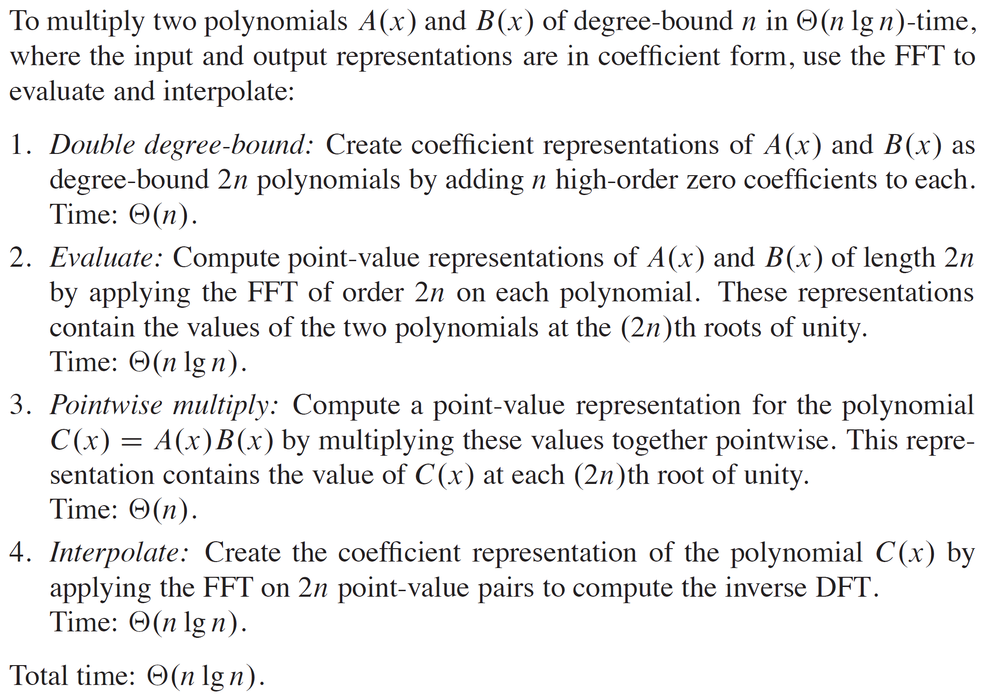 To multiply two polynomials A(x) and B(x) of degree-bound n in Θ(n lg n)-time,
where the input and output representations are in coefficient form, use the FFT to
evaluate and interpolate:
1. Double degree-bound: Create coefficient representations of A(x) and B(x) as
degree-bound 2n polynomials by adding n high-order zero coefficients to each.
Time: Θ(n).
2. Evaluate: Compute point-value representations of A(x) and B(x) of length 2n
by applying the FFT of order 2n on each polynomial. These representations
contain the values of the two polynomials at the (2n)th roots of unity.
Time: Θ(n lg n).
3. Pointwise multiply: Compute a point-value representation for the polynomial
C(x) = A(x)B(x) by multiplying these values together pointwise. This repre-
sentation contains the value of C(x) at each (2n)th root of unity.
Time: Θ(n).
4. Interpolate: Create the coefficient representation of the polynomial C(x) by
applying the FFT on 2n point-value pairs to compute the inverse DFT.
Time: Θ(n lg n).
Total time: Θ(n lg n).